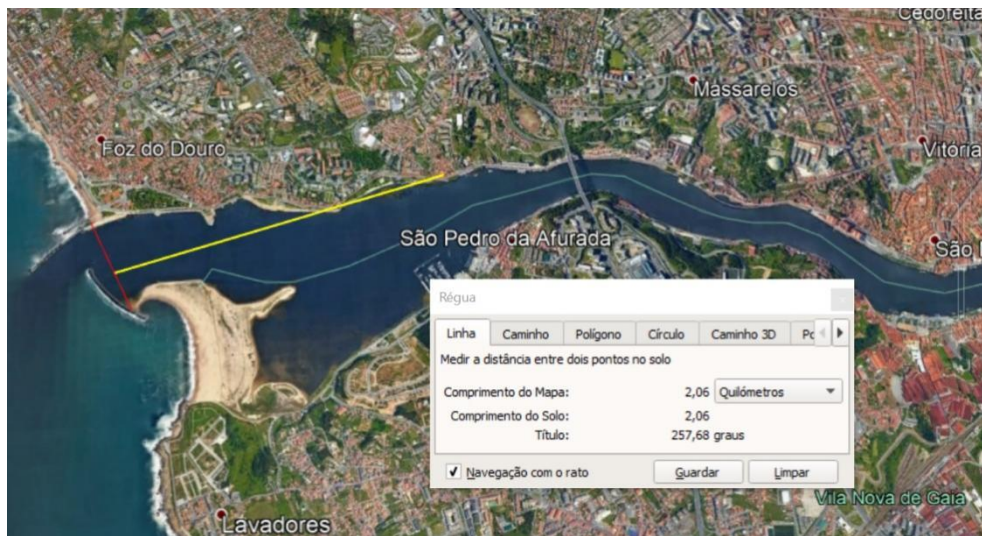 Cedofeita
Massarelos
Foz do Douro
Vitória
São Pedro da Afurada
São
Régua
Linha Caminho Polígono Círculo Caminho 3D
Medir a distância entre dois pontos no solo
Comprimento do Mapa: 2,06 Quilómetros
Comprimento do Solo: 2,06
Título: 257,68 graus
Navegação com o rato Guardar Limpar
Vila Nova de Gaia
Lavadores